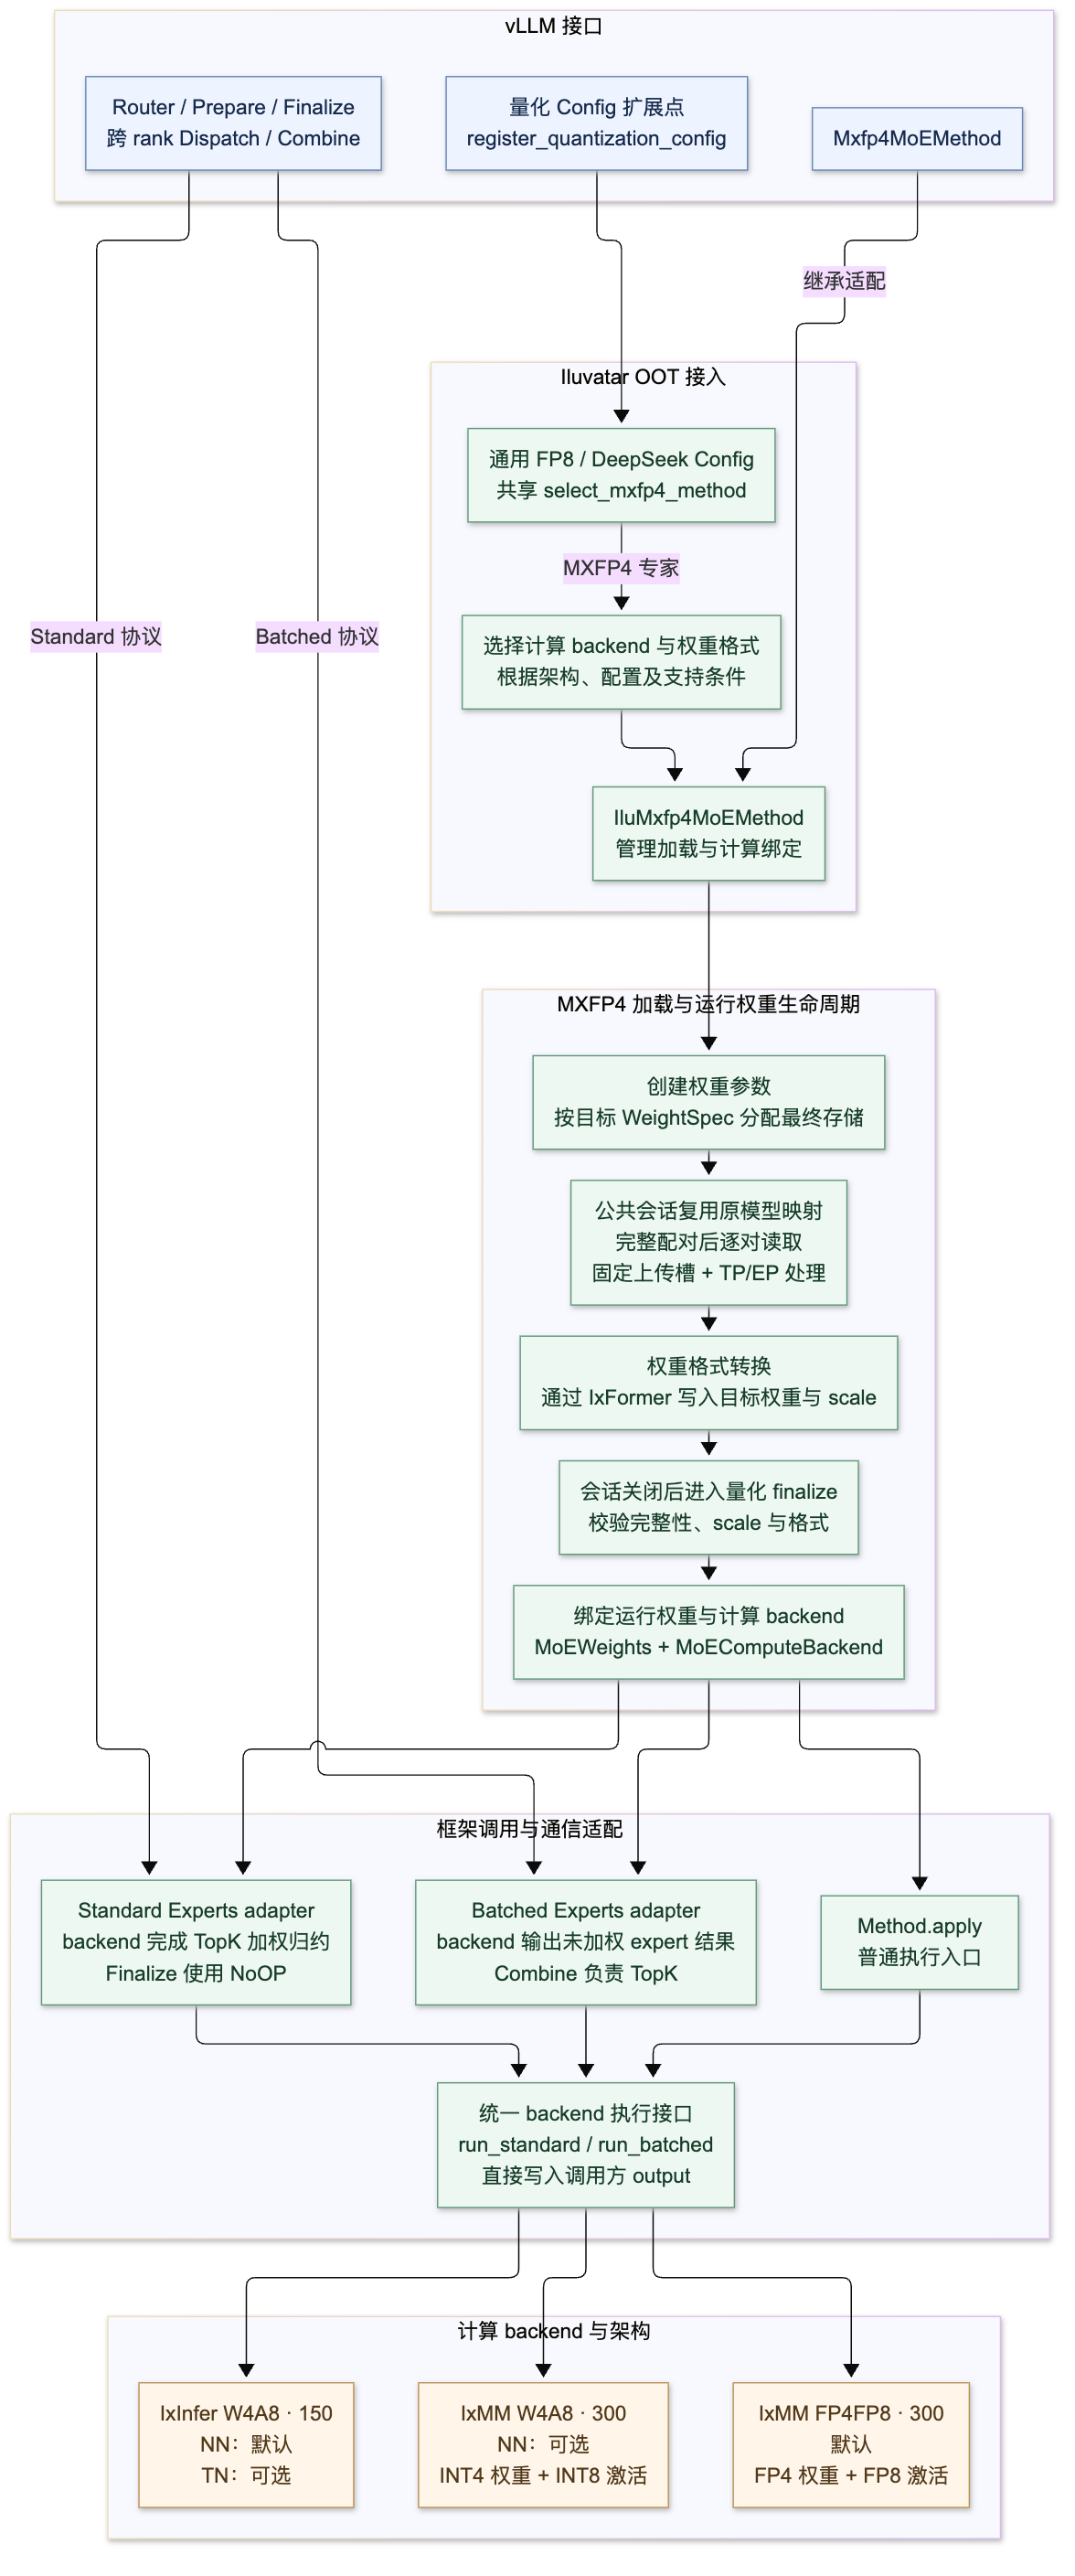 vLLM 接口
Router / Prepare / Finalize
跨 rank Dispatch / Combine
量化 Config 扩展点
register_quantization_config
Mxfp4MoEMethod
继承适配
Iluvatar OOT 接入
通用 FP8 / DeepSeek Config
共享 select_mxfp4_method
MXFP4 专家
Standard 协议
Batched 协议
选择计算 backend 与权重格式
根据架构、配置及支持条件
IluMxfp4MoEMethod
管理加载与计算绑定
MXFP4 加载与运行权重生命周期
创建权重参数
按目标 WeightSpec 分配最终存储
公共会话复用原模型映射
完整配对后逐对读取
固定上传槽 + TP/EP 处理
权重格式转换
通过 IxFormer 写入目标权重与 scale
会话关闭后进入量化 finalize
校验完整性、scale 与格式
绑定运行权重与计算 backend
MoEWeights + MoEComputeBackend
框架调用与通信适配
Standard Experts adapter
backend 完成 TopK 加权归约
Finalize 使用 NoOP
Batched Experts adapter
backend 输出未加权 expert 结果
Combine 负责 TopK
Method.apply
普通执行入口
统一 backend 执行接口
run_standard / run_batched
直接写入调用方 output
计算 backend 与架构
IxInfer W4A8 · 150
NN：默认
TN：可选
IxMM W4A8 · 300
NN：可选
INT4 权重 + INT8 激活
IxMM FP4FP8 · 300
默认
FP4 权重 + FP8 激活